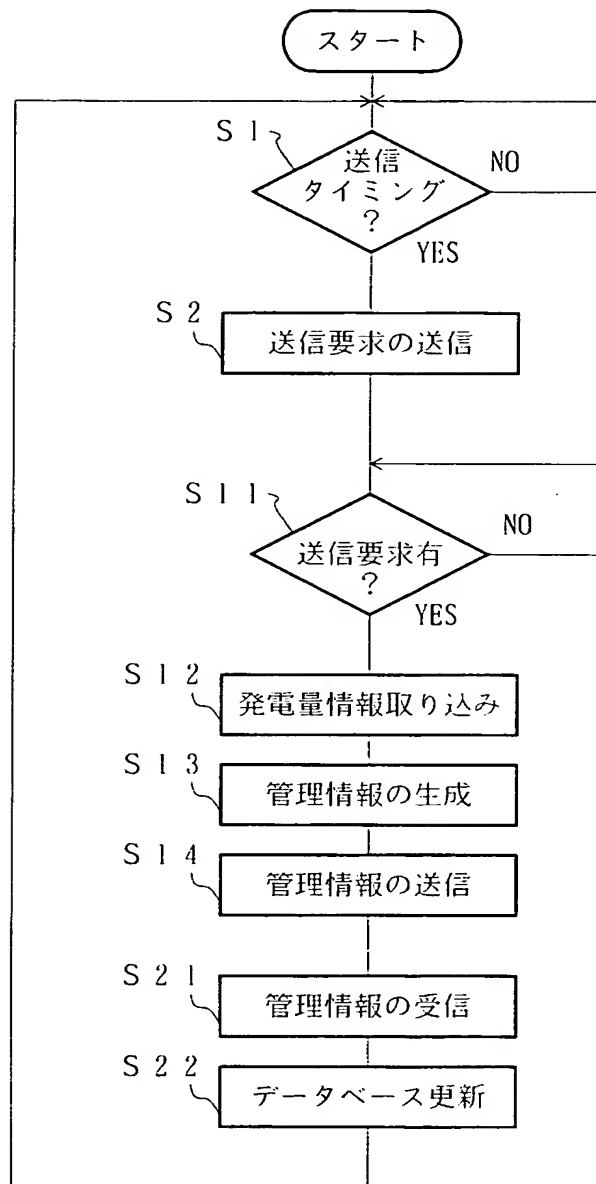 スタート
S1
送信
タイミング
?
NO
YES
S2
送信要求の送信
S11
送信要求有
?
NO
YES
S12
発電量情報取り込み
S13
管理情報の生成
S14
管理情報の送信
S21
管理情報の受信
S22
データベース更新